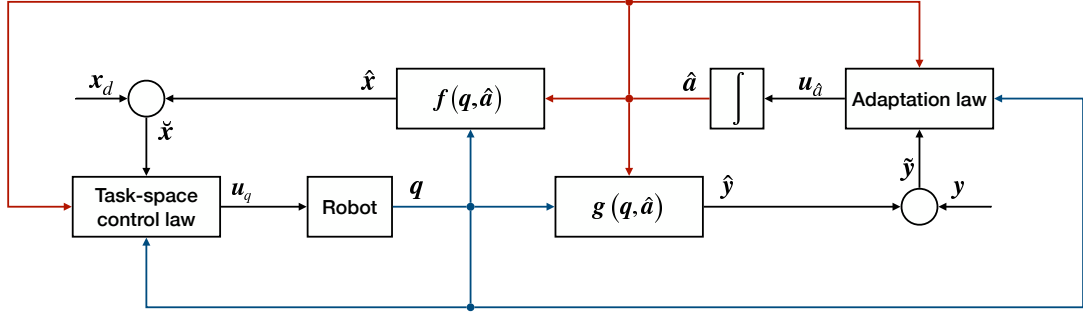 x_d
x̂
f(q,â)
â
∫
u_â
Adaptation law
x̆
ỹ
Task-space
control law
u_q
Robot
q
g(q,â)
ŷ
y